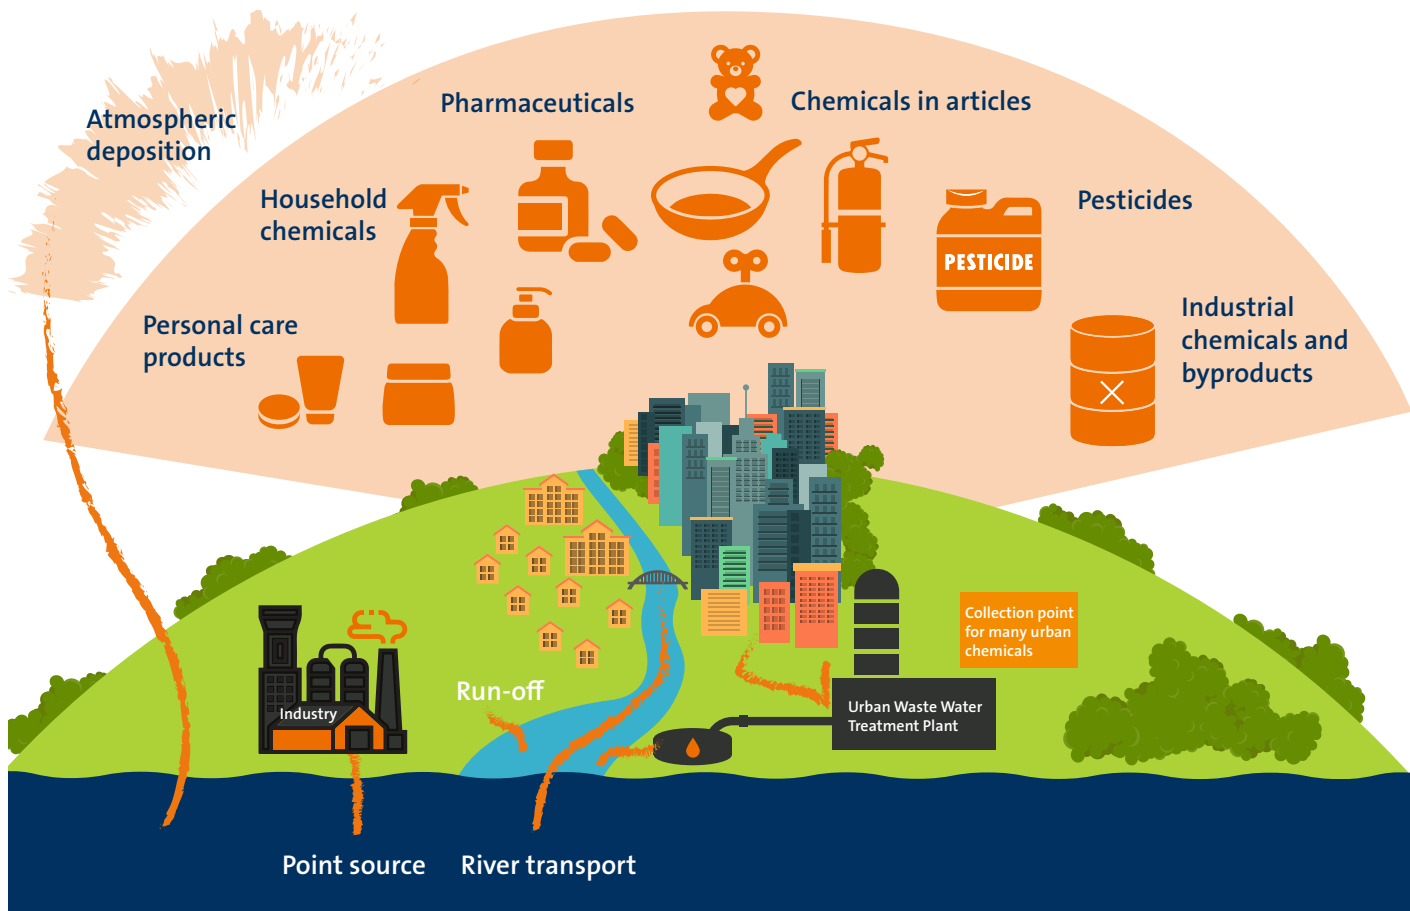 Atmospheric
deposition
Pharmaceuticals
Chemicals in articles
Household
chemicals
Pesticides
PESTICIDE
Personal care
products
Industrial
chemicals and
byproducts
Collection point
for many urban
chemicals
Run-off
Industry
Urban Waste Water
Treatment Plant
Point source
River transport